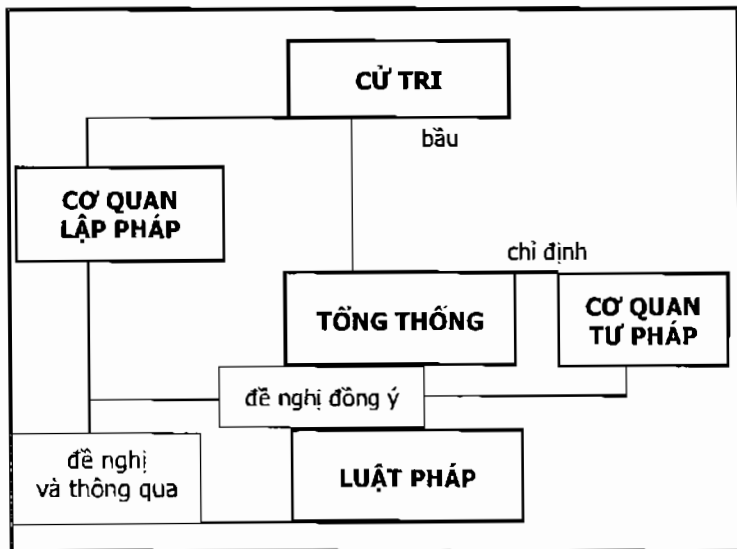 CỬ TRI
bầu
CƠ QUAN
LẬP PHÁP
chỉ định
TỔNG THỐNG
CƠ QUAN
TƯ PHÁP
đề nghị đồng ý
đề nghị
và thông qua
LUẬT PHÁP